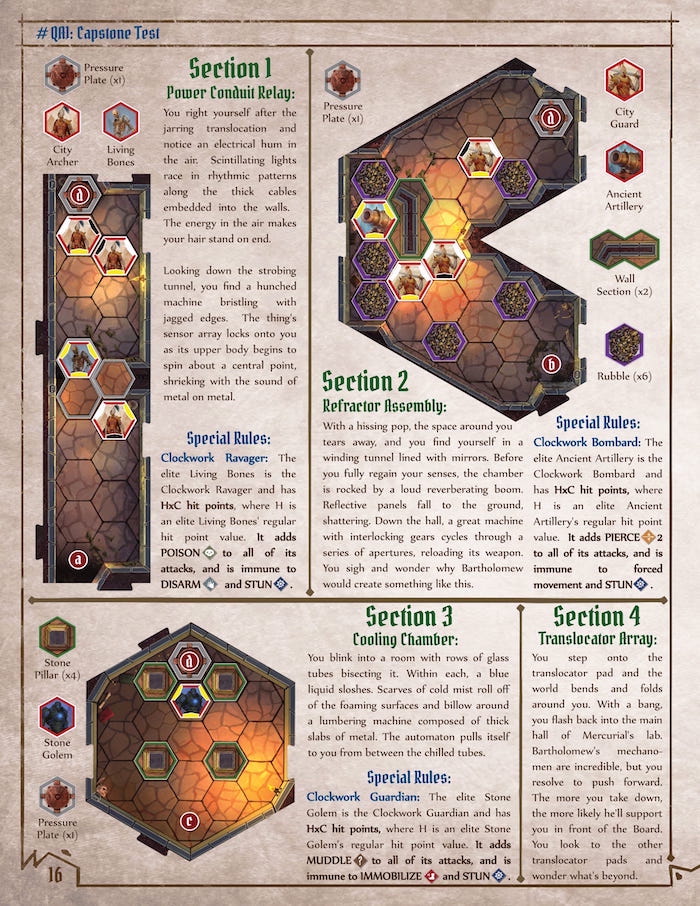 # QA1: Capstone Test
Pressure
Plate (x1)
City
Archer
Living
Bones
d
a
Section 1
Power Conduit Relay:
You right yourself after the
jarring translocation and
notice an electrical hum in
the air. Scintillating lights
race in rhythmic patterns
along the thick cables
embedded into the walls.
The energy in the air makes
your hair stand on end.
Looking down the strobing
tunnel, you find a hunched
machine bristling with
jagged edges. The thing's
sensor array locks onto you
as its upper body begins to
spin about a central point,
shrieking with the sound of
metal on metal.
Special Rules:
Clockwork Ravager: The
elite Living Bones is the
Clockwork Ravager and has
HxC hit points, where H is
an elite Living Bones' regular
hit point value. It adds
POISON to all of its
attacks, and is immune to
DISARM and STUN .
Pressure
Plate (x1)
d
b
City
Guard
Ancient
Artillery
Wall
Section (x2)
Rubble (x6)
Section 2
Refractor Assembly:
With a hissing pop, the space around you
tears away, and you find yourself in a
winding tunnel lined with mirrors. Before
you fully regain your senses, the chamber
is rocked by a loud reverberating boom.
Reflective panels fall to the ground,
shattering. Down the hall, a great machine
with interlocking gears cycles through a
series of apertures, reloading its weapon.
You sigh and wonder why Bartholomew
would create something like this.
Special Rules:
Clockwork Bombard: The
elite Ancient Artillery is the
Clockwork Bombard and
has HxC hit points, where
H is an elite Ancient
Artillery's regular hit point
value. It adds PIERCE 2
to all of its attacks, and is
immune to forced
movement and STUN .
Stone
Pillar (x4)
Stone
Golem
Pressure
Plate (x1)
d
c
Section 3
Cooling Chamber:
You blink into a room with rows of glass
tubes bisecting it. Within each, a blue
liquid sloshes. Scarves of cold mist roll off
of the foaming surfaces and billow around
a lumbering machine composed of thick
slabs of metal. The automaton pulls itself
to you from between the chilled tubes.
Special Rules:
Clockwork Guardian: The elite Stone
Golem is the Clockwork Guardian and has
HxC hit points, where H is an elite Stone
Golem's regular hit point value. It adds
MUDDLE to all of its attacks, and is
immune to IMMOBILIZE and STUN .
Section 4
Translocator Array:
You step onto the
translocator pad and the
world bends and folds
around you. With a bang,
you flash back into the main
hall of Mercurial's lab.
Bartholomew's mechano-
men are incredible, but you
resolve to push forward.
The more you take down,
the more likely he'll support
you in front of the Board.
You look to the other
translocator pads and
wonder what's beyond.
16